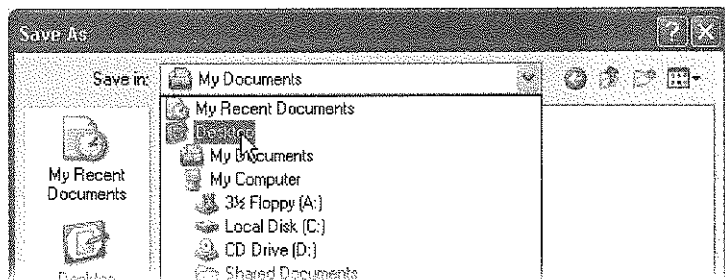 Save As
Save in: My Documents
My Recent Documents
Desktop
My Documents
My Computer
3½ Floppy (A:)
Local Disk (C:)
CD Drive (D:)
Shared Documents
My Recent
Documents
Desktop